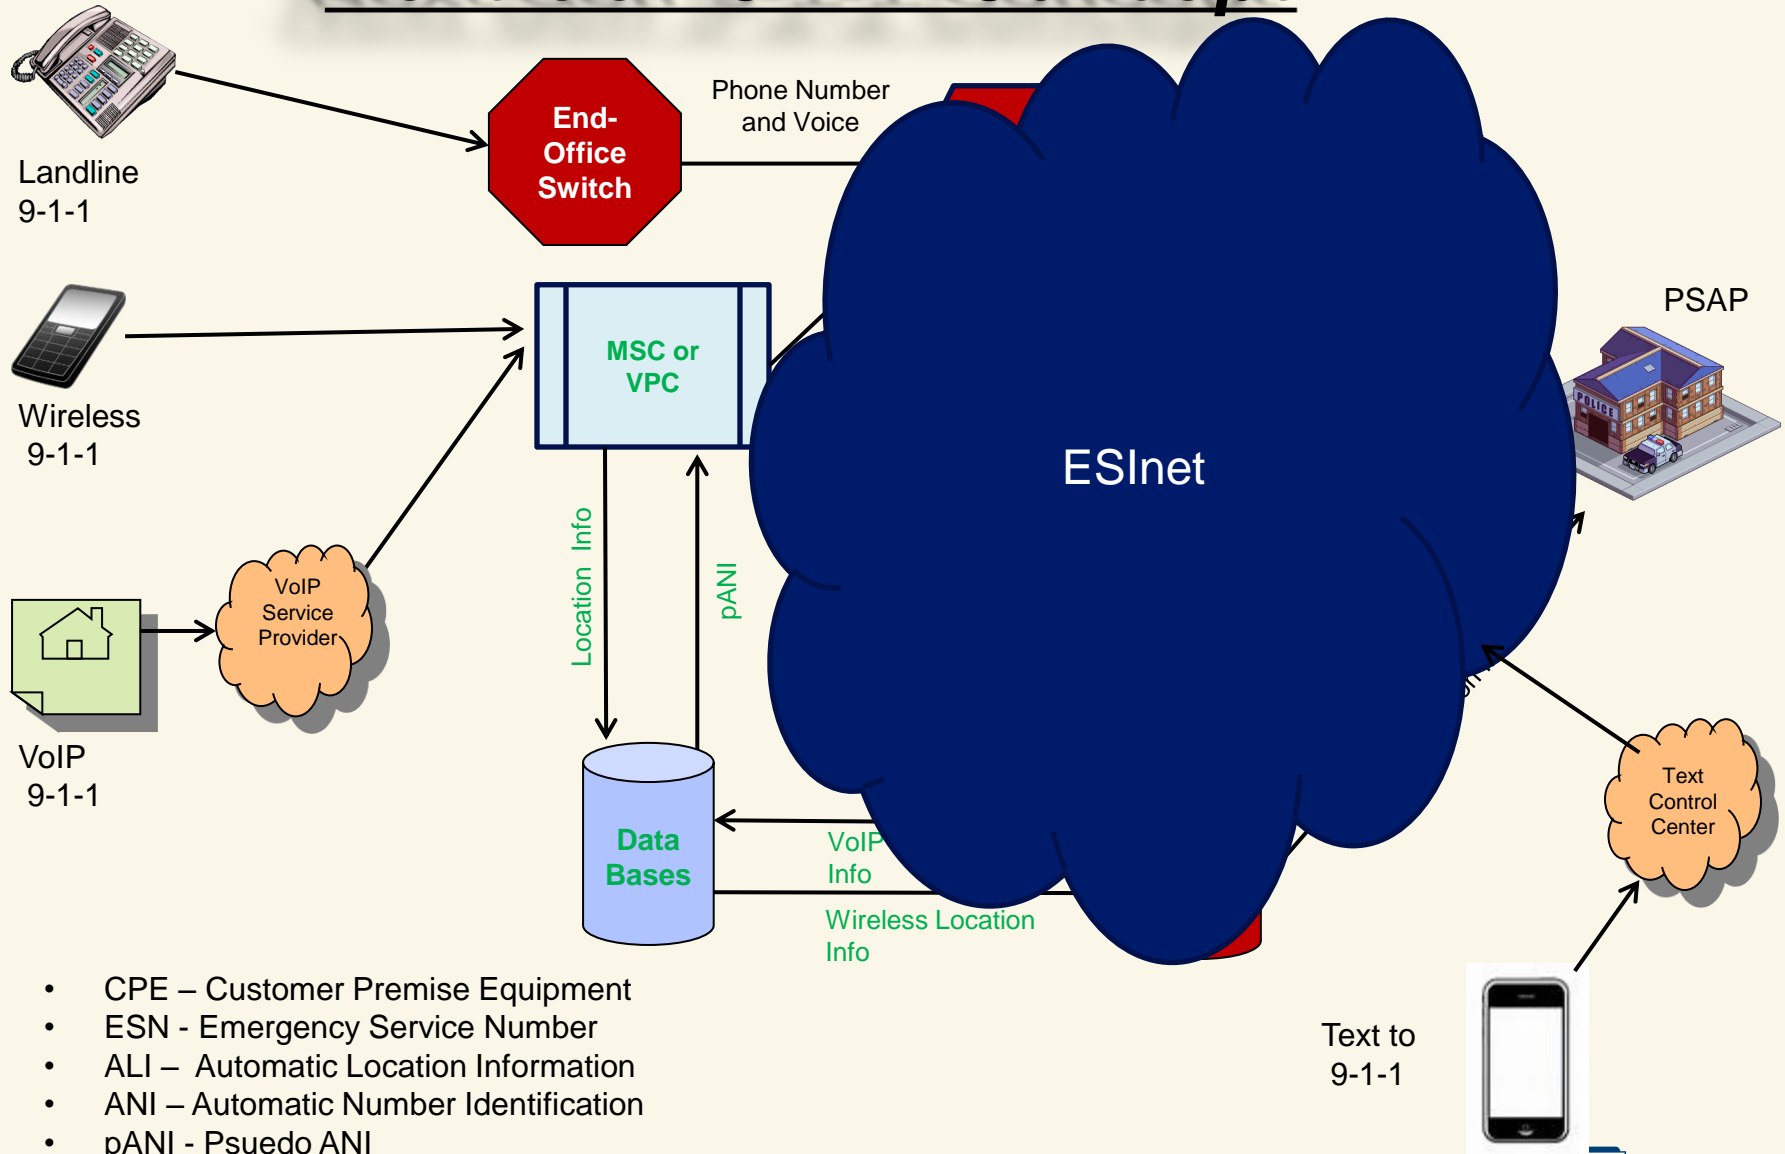 Landline
9-1-1
End-
Office
Switch
Phone Number
and Voice
Wireless
9-1-1
MSC or
VPC
ESInet
PSAP
POLICE
Location Info
pANI
VoIP
Service
Provider
VoIP
9-1-1
Data
Bases
VoIP
Info
Wireless Location
Info
Text
Control
Center
Text to
9-1-1
• CPE – Customer Premise Equipment
• ESN - Emergency Service Number
• ALI – Automatic Location Information
• ANI – Automatic Number Identification
• pANI - Psuedo ANI